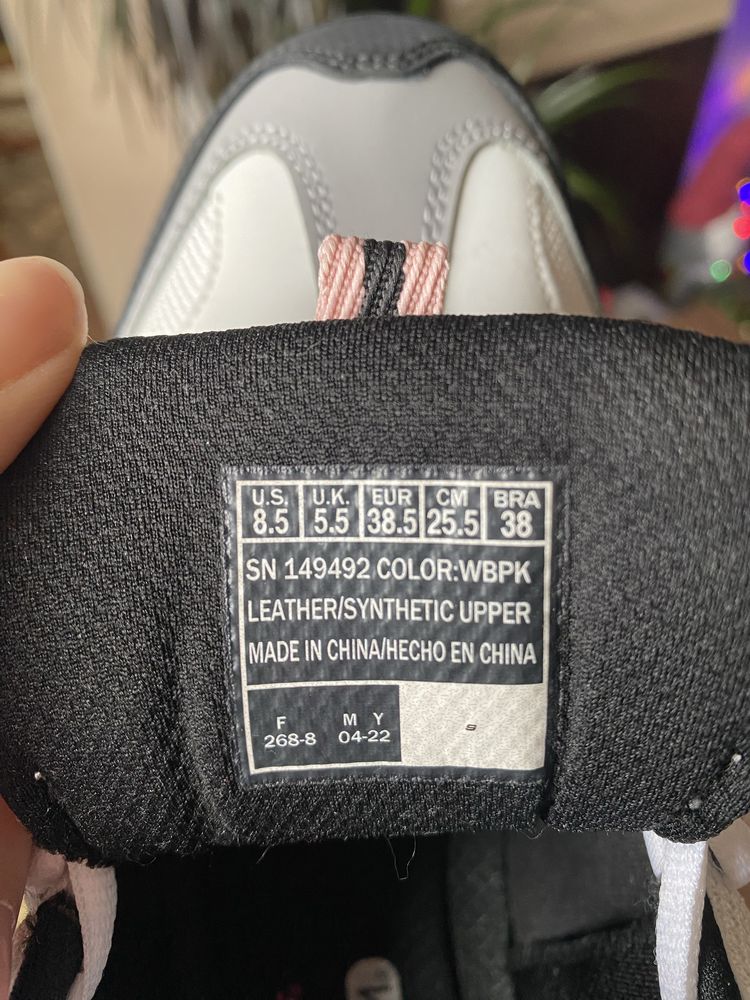 U.S. U.K. EUR CM BRA
8.5 5.5 38.5 25.5 38
SN 149492 COLOR:WBPK
LEATHER/SYNTHETIC UPPER
MADE IN CHINA/HECHO EN CHINA
F M Y
268-8 04-22
S